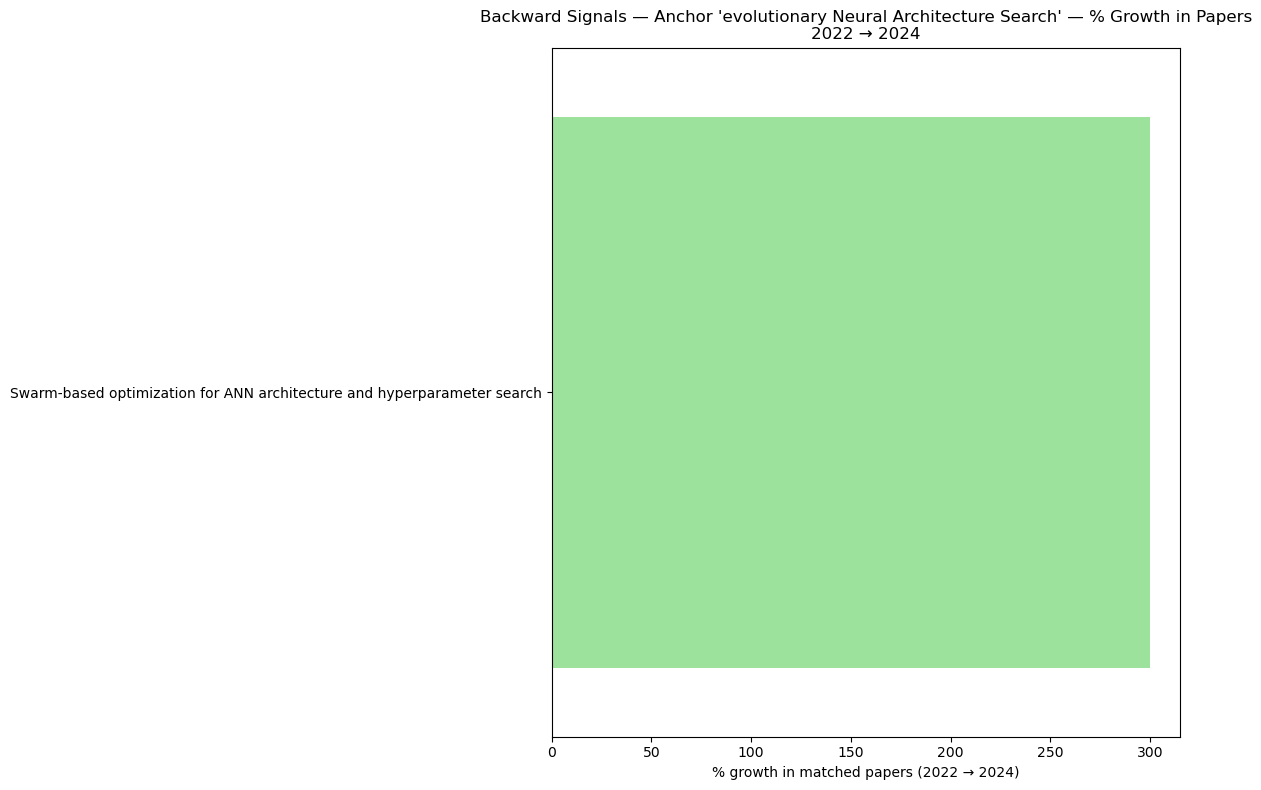 Backward Signals — Anchor 'evolutionary Neural Architecture Search' — % Growth in Papers
2022 → 2024
Swarm-based optimization for ANN architecture and hyperparameter search
0 50 100 150 200 250 300
% growth in matched papers (2022 → 2024)